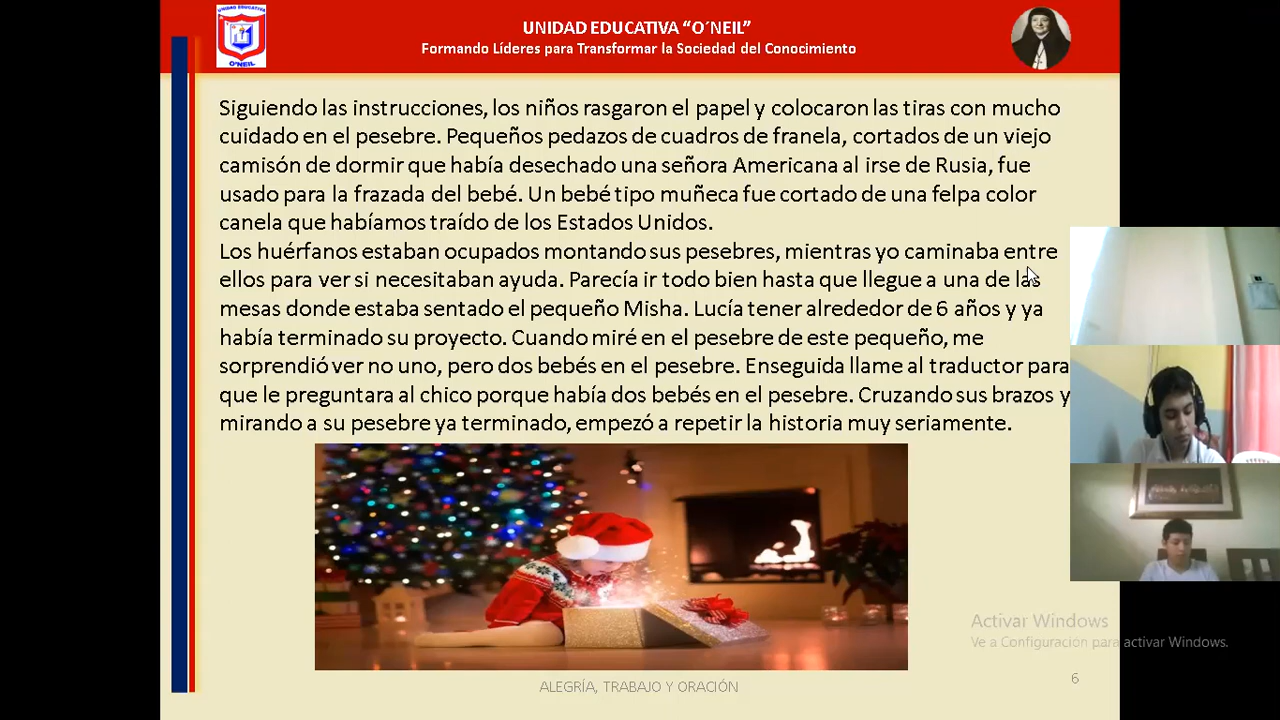 UNIDAD EDUCATIVA
O´NEIL
UNIDAD EDUCATIVA “O´NEIL”
Formando Líderes para Transformar la Sociedad del Conocimiento
Siguiendo las instrucciones, los niños rasgaron el papel y colocaron las tiras con mucho
cuidado en el pesebre. Pequeños pedazos de cuadros de franela, cortados de un viejo
camisón de dormir que había desechado una señora Americana al irse de Rusia, fue
usado para la frazada del bebé. Un bebé tipo muñeca fue cortado de una felpa color
canela que habíamos traído de los Estados Unidos.
Los huérfanos estaban ocupados montando sus pesebres, mientras yo caminaba entre
ellos para ver si necesitaban ayuda. Parecía ir todo bien hasta que llegue a una de las
mesas donde estaba sentado el pequeño Misha. Lucía tener alrededor de 6 años y ya
había terminado su proyecto. Cuando miré en el pesebre de este pequeño, me
sorprendió ver no uno, pero dos bebés en el pesebre. Enseguida llame al traductor para
que le preguntara al chico porque había dos bebés en el pesebre. Cruzando sus brazos y
mirando a su pesebre ya terminado, empezó a repetir la historia muy seriamente.
Activar Windows
Ve a Configuración para activar Windows.
ALEGRÍA, TRABAJO Y ORACIÓN
6